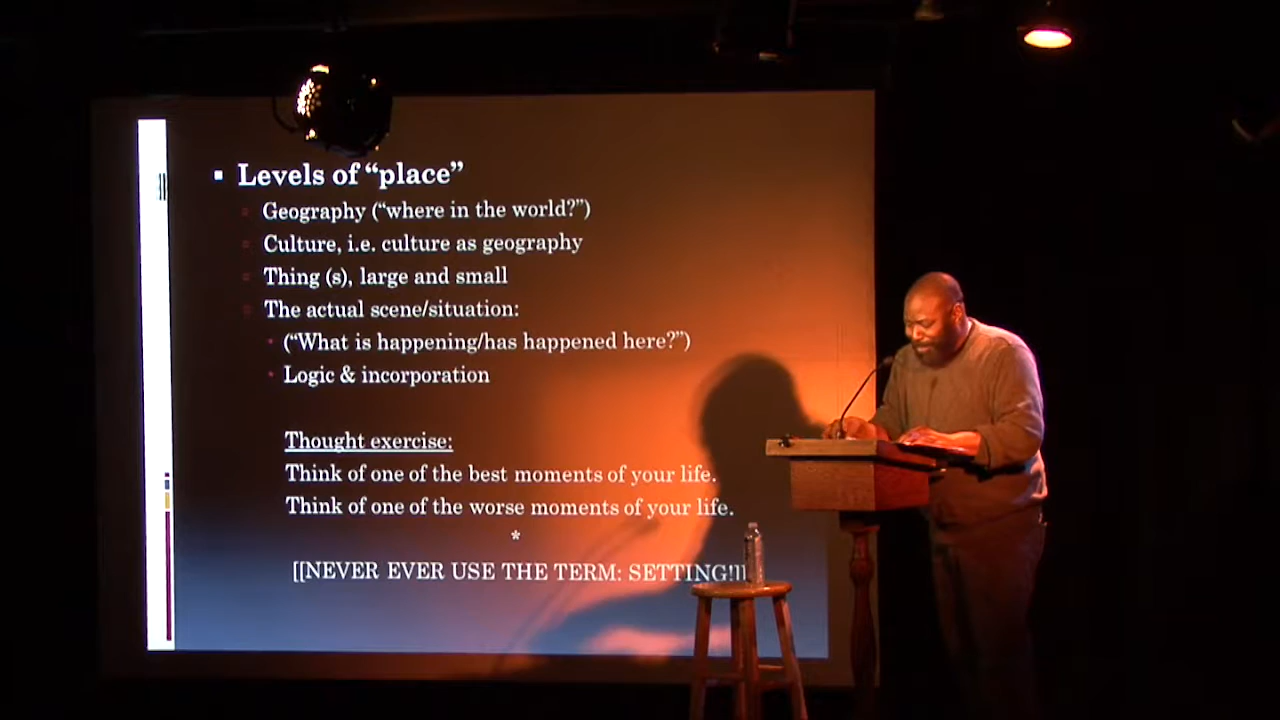 Levels of “place”
Geography (“where in the world?”)
Culture, i.e. culture as geography
Thing (s), large and small
The actual scene/situation:
(“What is happening/has happened here?”)
Logic & incorporation
Thought exercise:
Think of one of the best moments of your life.
Think of one of the worse moments of your life.
*
[[NEVER EVER USE THE TERM: SETTING!]]